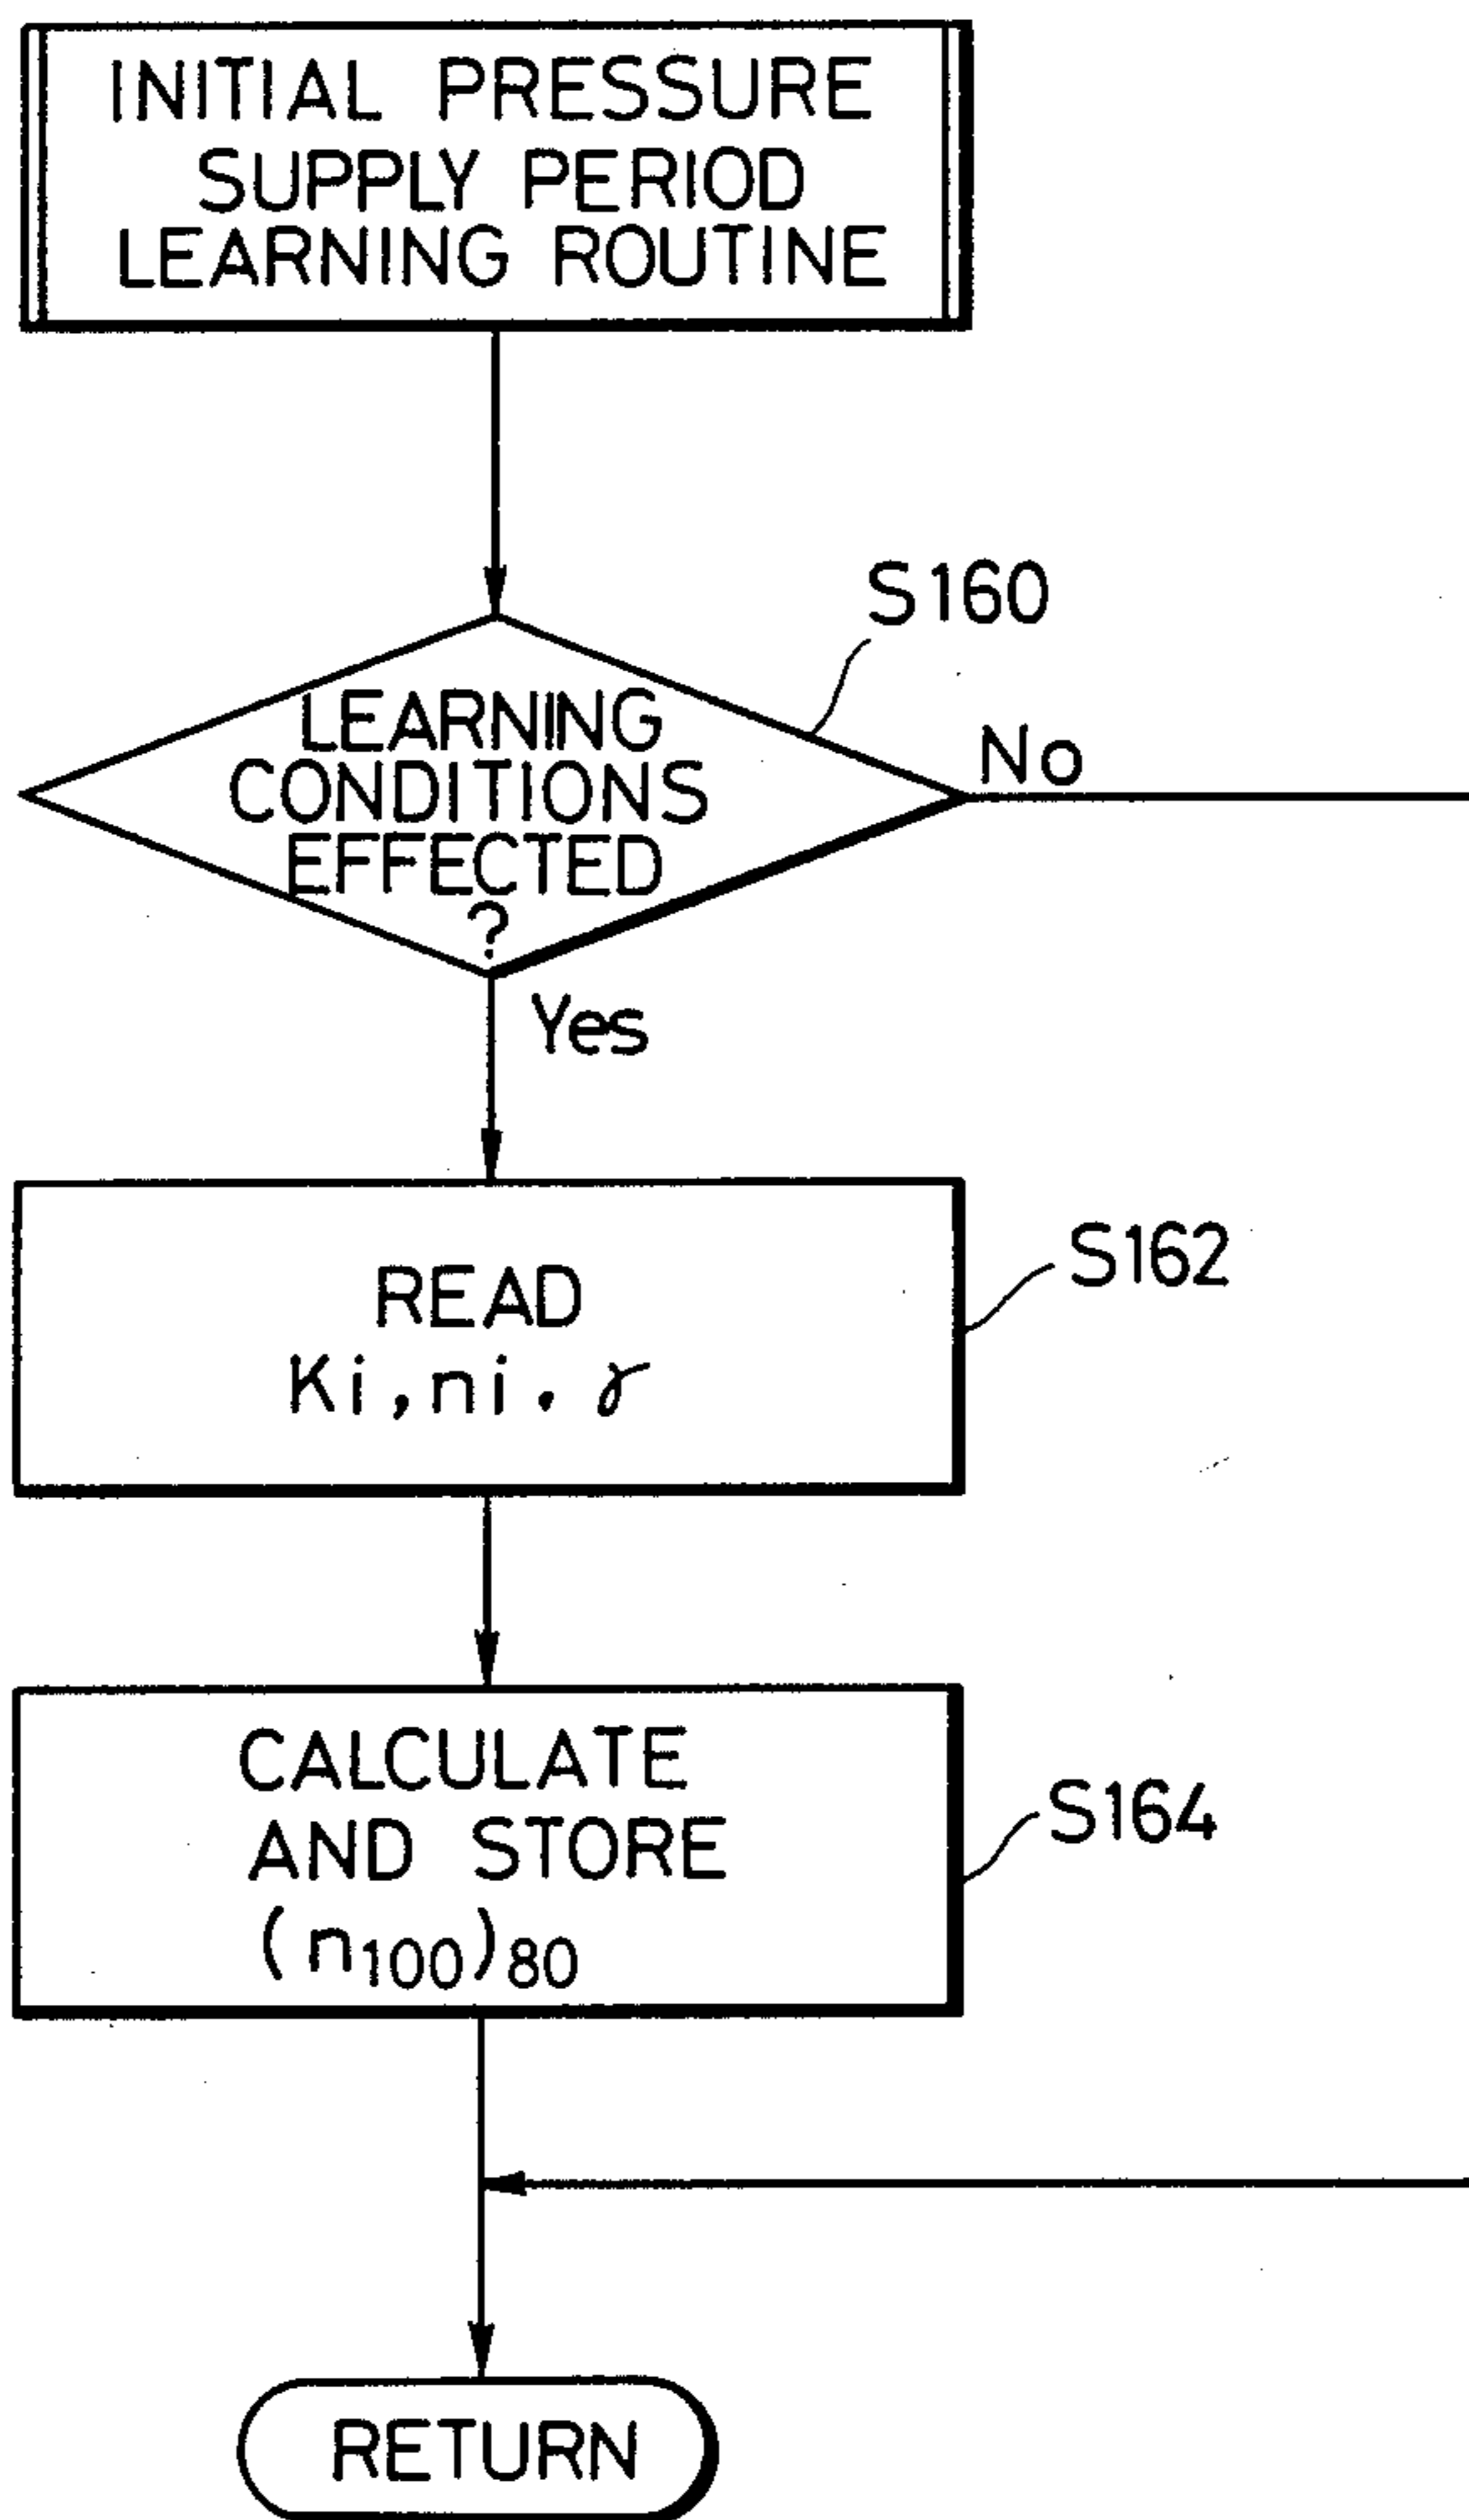 INITIAL PRESSURE
SUPPLY PERIOD
LEARNING ROUTINE
S160
LEARNING
CONDITIONS
EFFECTED
?
No
Yes
READ
Ki, ni, γ
S162
CALCULATE
AND STORE
(n100)80
S164
RETURN